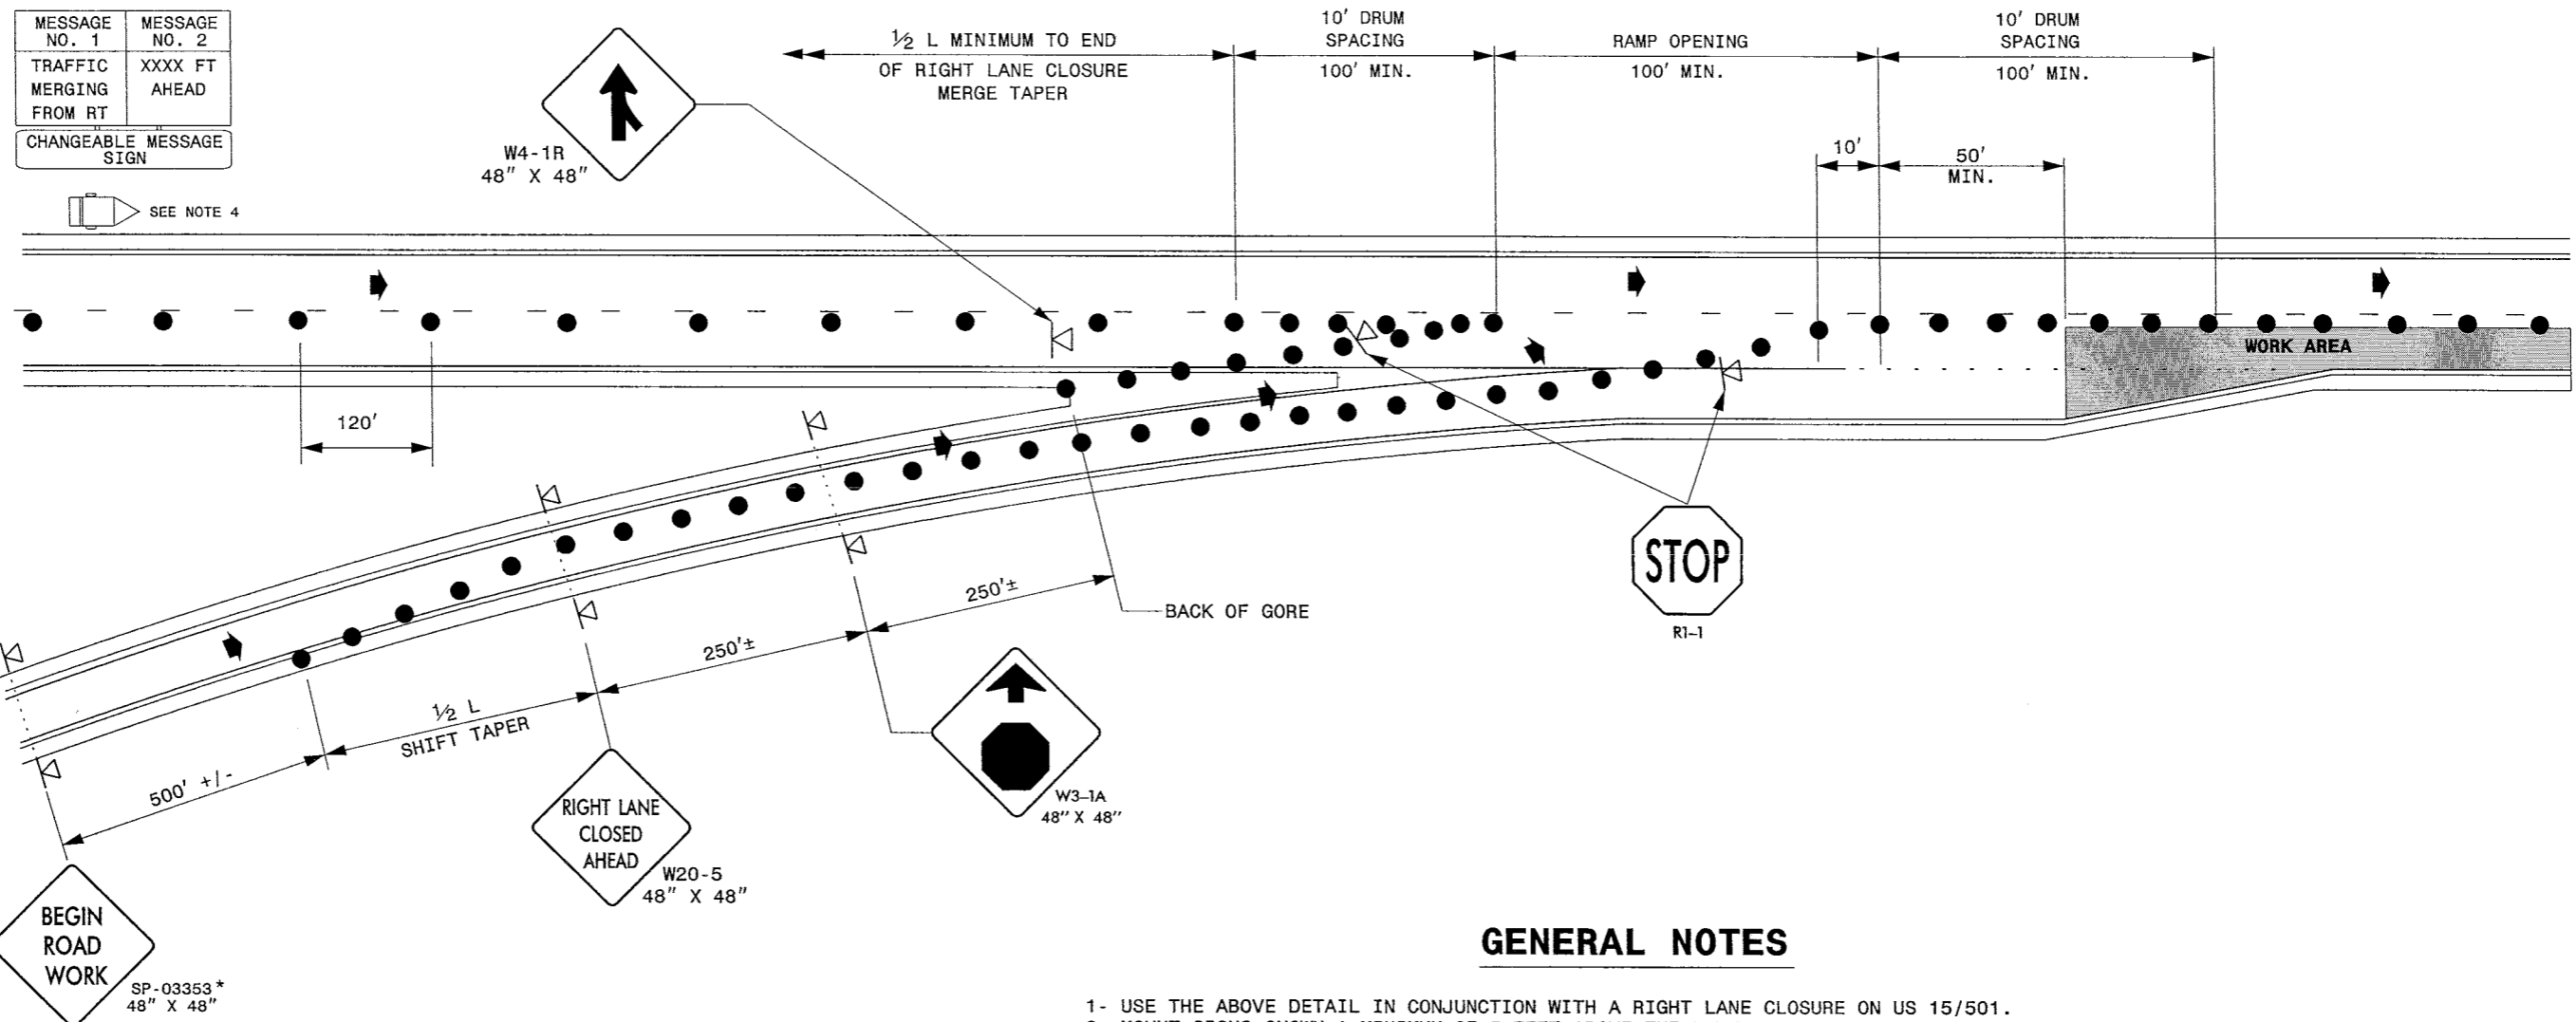 MESSAGE NO. 1
MESSAGE NO. 2
TRAFFIC MERGING FROM RT
XXXX FT AHEAD
CHANGEABLE MESSAGE SIGN
SEE NOTE 4
W4-1R
48" X 48"
½ L MINIMUM TO END
OF RIGHT LANE CLOSURE
MERGE TAPER
10' DRUM
SPACING
100' MIN.
RAMP OPENING
100' MIN.
10' DRUM
SPACING
100' MIN.
10'
50'
MIN.
WORK AREA
120'
BACK OF GORE
250'±
250'±
½ L
SHIFT TAPER
500' +/-
STOP
R1-1
W3-1A
48" X 48"
RIGHT LANE
CLOSED
AHEAD
W20-5
48" X 48"
BEGIN
ROAD
WORK
SP-03353*
48" X 48"
GENERAL NOTES
1- USE THE ABOVE DETAIL IN CONJUNCTION WITH A RIGHT LANE CLOSURE ON US 15/501.